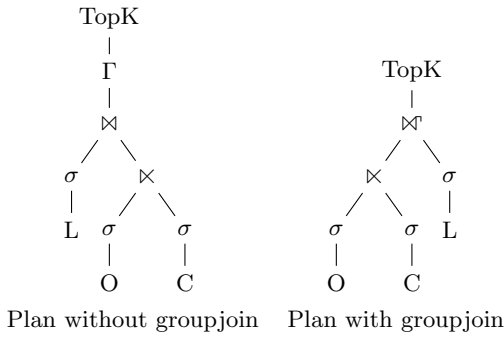 TopK
Γ
⋈
σ ⋉
L σ σ
O C
Plan without groupjoin
TopK
⋈Γ
⋉ σ
σ σ L
O C
Plan with groupjoin